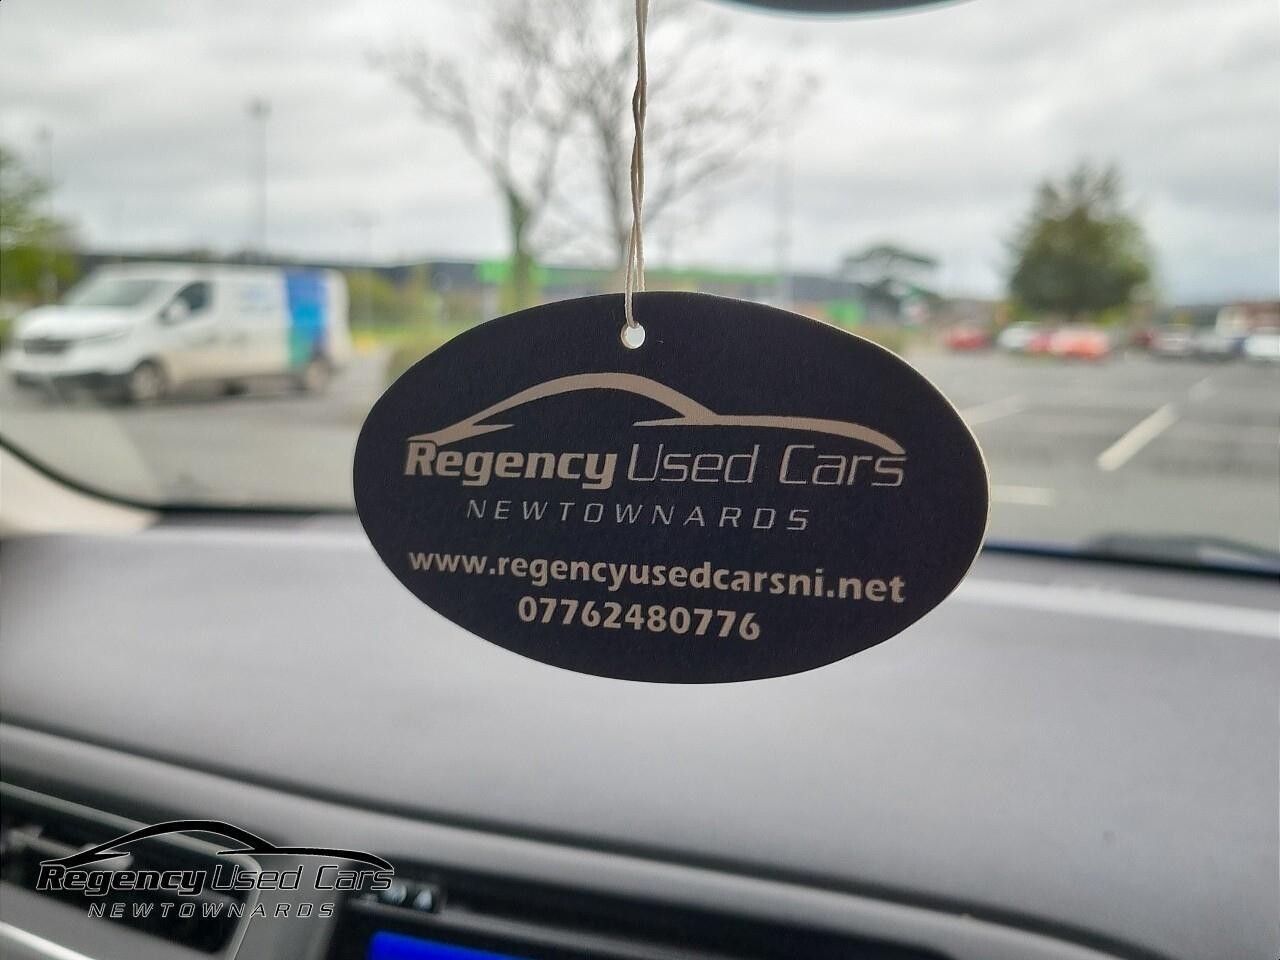 Regency Used Cars
NEWTOWNARDS
www.regencyusedcarsni.net
07762480776
Regency Used Cars
NEWTOWNARDS